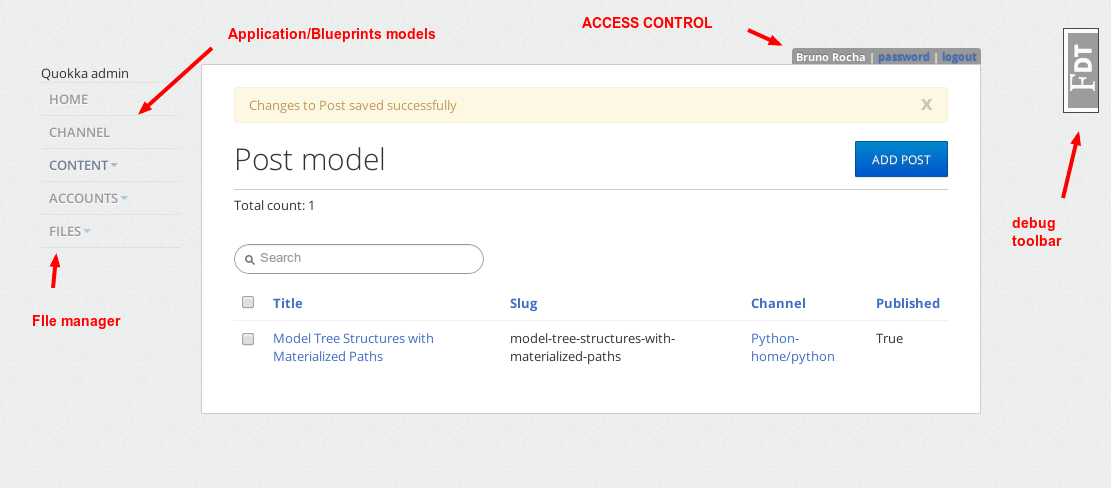 ACCESS CONTROL
Application/Blueprints models
Bruno Rocha | password | logout
FDT
Quokka admin
HOME
CHANNEL
CONTENT
ACCOUNTS
FILES
FIle manager
Changes to Post saved successfully
x
Post model
ADD POST
Total count: 1
Search
Title Slug Channel Published
Model Tree Structures with model-tree-structures-with- Python- True
Materialized Paths materialized-paths home/python
debug
toolbar